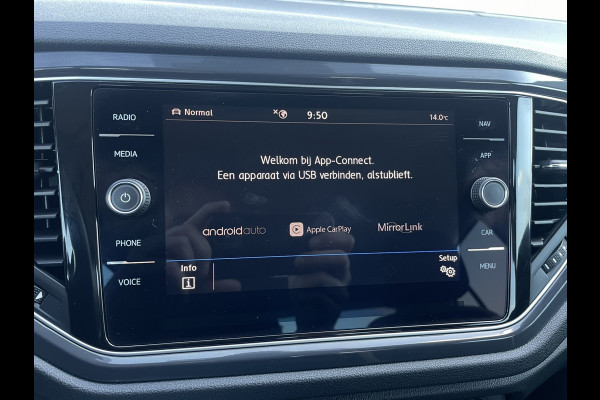 RADIO
MEDIA
PHONE
VOICE
Normal
9:50
14.0°C
Welkom bij App-Connect.
Een apparaat via USB verbinden, alstublieft.
androidauto
Apple CarPlay
MirrorLink
Info
Setup
NAV
APP
CAR
MENU